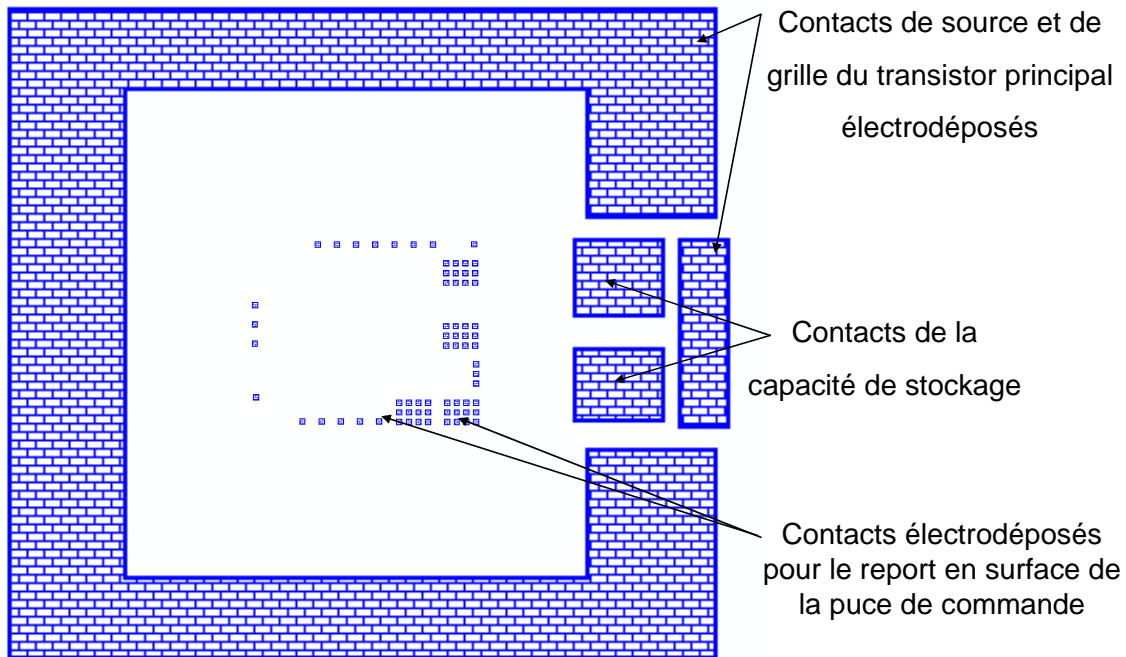 Contacts de source et de
grille du transistor principal
électrodéposés
Contacts de la
capacité de stockage
Contacts électrodéposés
pour le report en surface de
la puce de commande